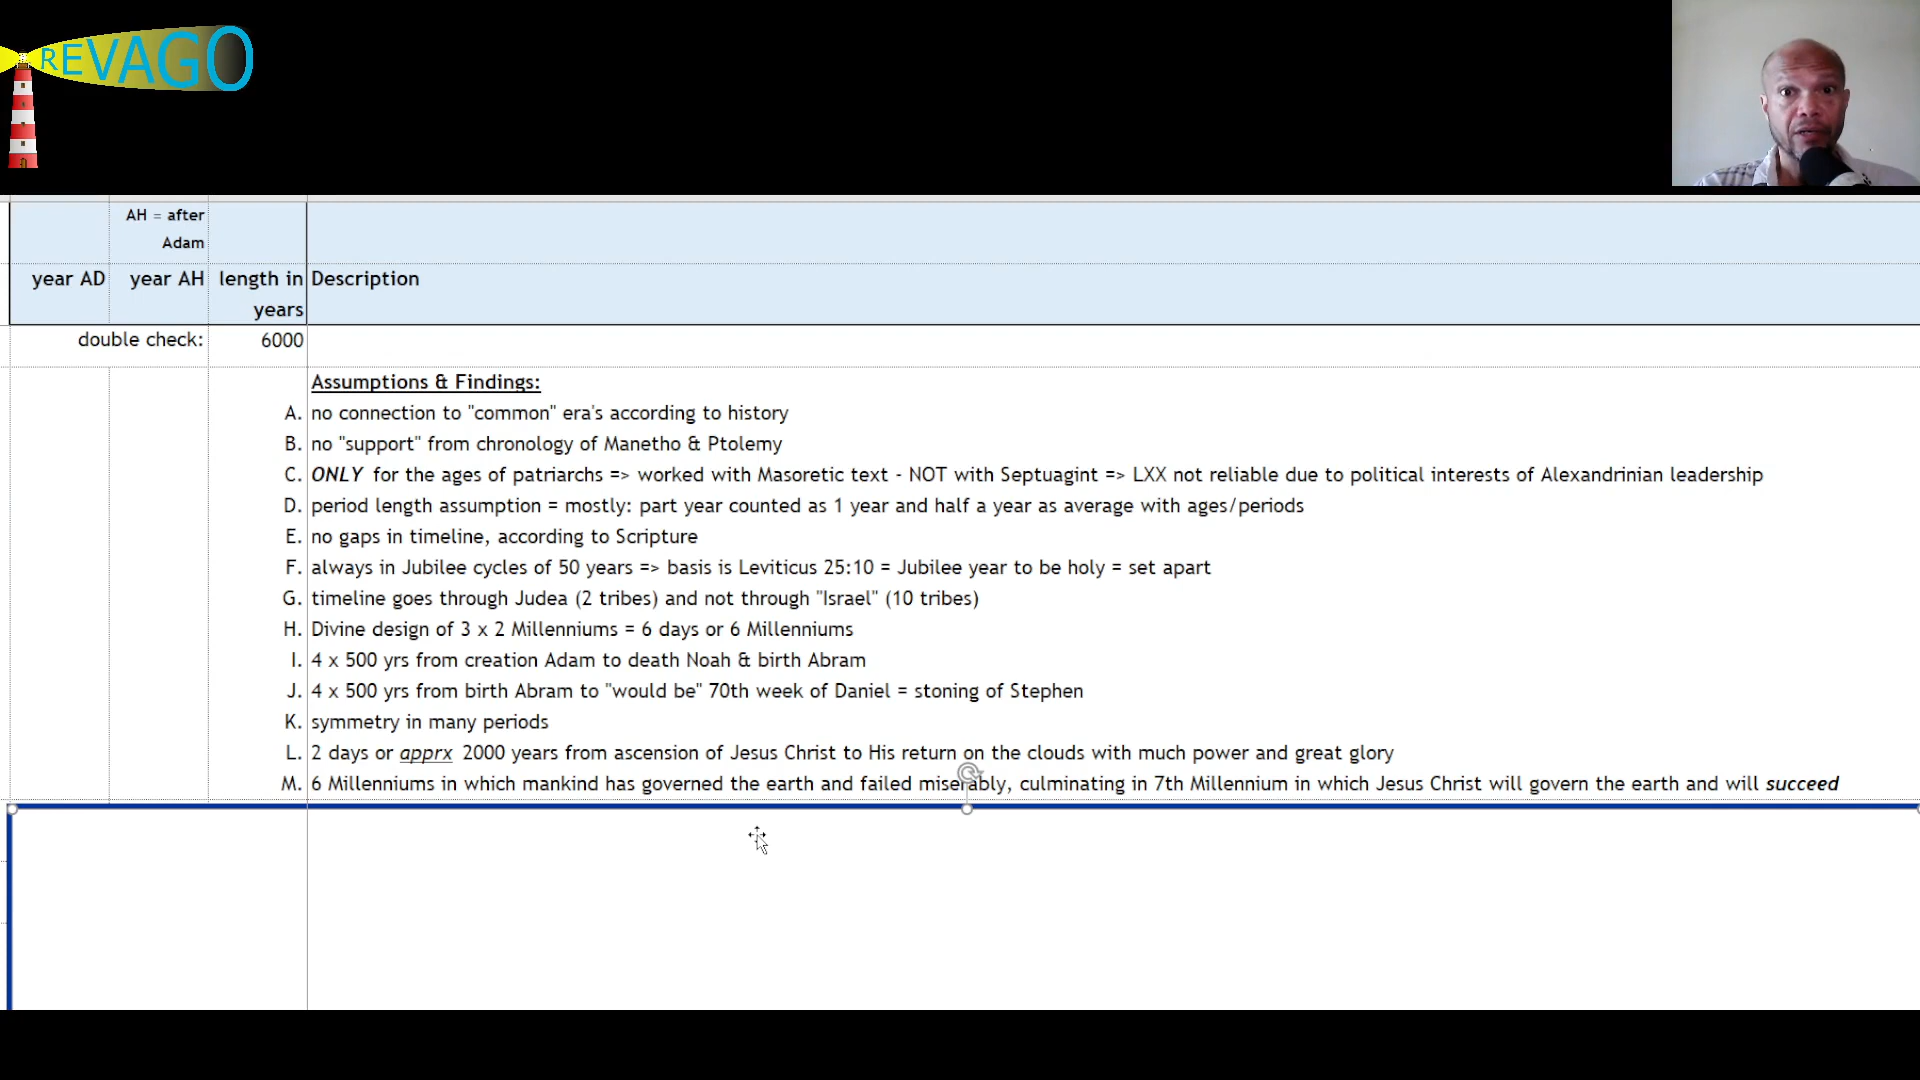 REVAGO
AH = after
Adam
year AD year AH length in Description
years
double check: 6000
Assumptions & Findings:
A. no connection to "common" era's according to history
B. no "support" from chronology of Manetho & Ptolemy
C. ONLY for the ages of patriarchs => worked with Masoretic text - NOT with Septuagint => LXX not reliable due to political interests of Alexandrinian leadership
D. period length assumption = mostly: part year counted as 1 year and half a year as average with ages/periods
E. no gaps in timeline, according to Scripture
F. always in Jubilee cycles of 50 years => basis is Leviticus 25:10 = Jubilee year to be holy = set apart
G. timeline goes through Judea (2 tribes) and not through "Israel" (10 tribes)
H. Divine design of 3 x 2 Millenniums = 6 days or 6 Millenniums
I. 4 x 500 yrs from creation Adam to death Noah & birth Abram
J. 4 x 500 yrs from birth Abram to "would be" 70th week of Daniel = stoning of Stephen
K. symmetry in many periods
L. 2 days or apprx 2000 years from ascension of Jesus Christ to His return on the clouds with much power and great glory
M. 6 Millenniums in which mankind has governed the earth and failed miserably, culminating in 7th Millennium in which Jesus Christ will govern the earth and will succeed